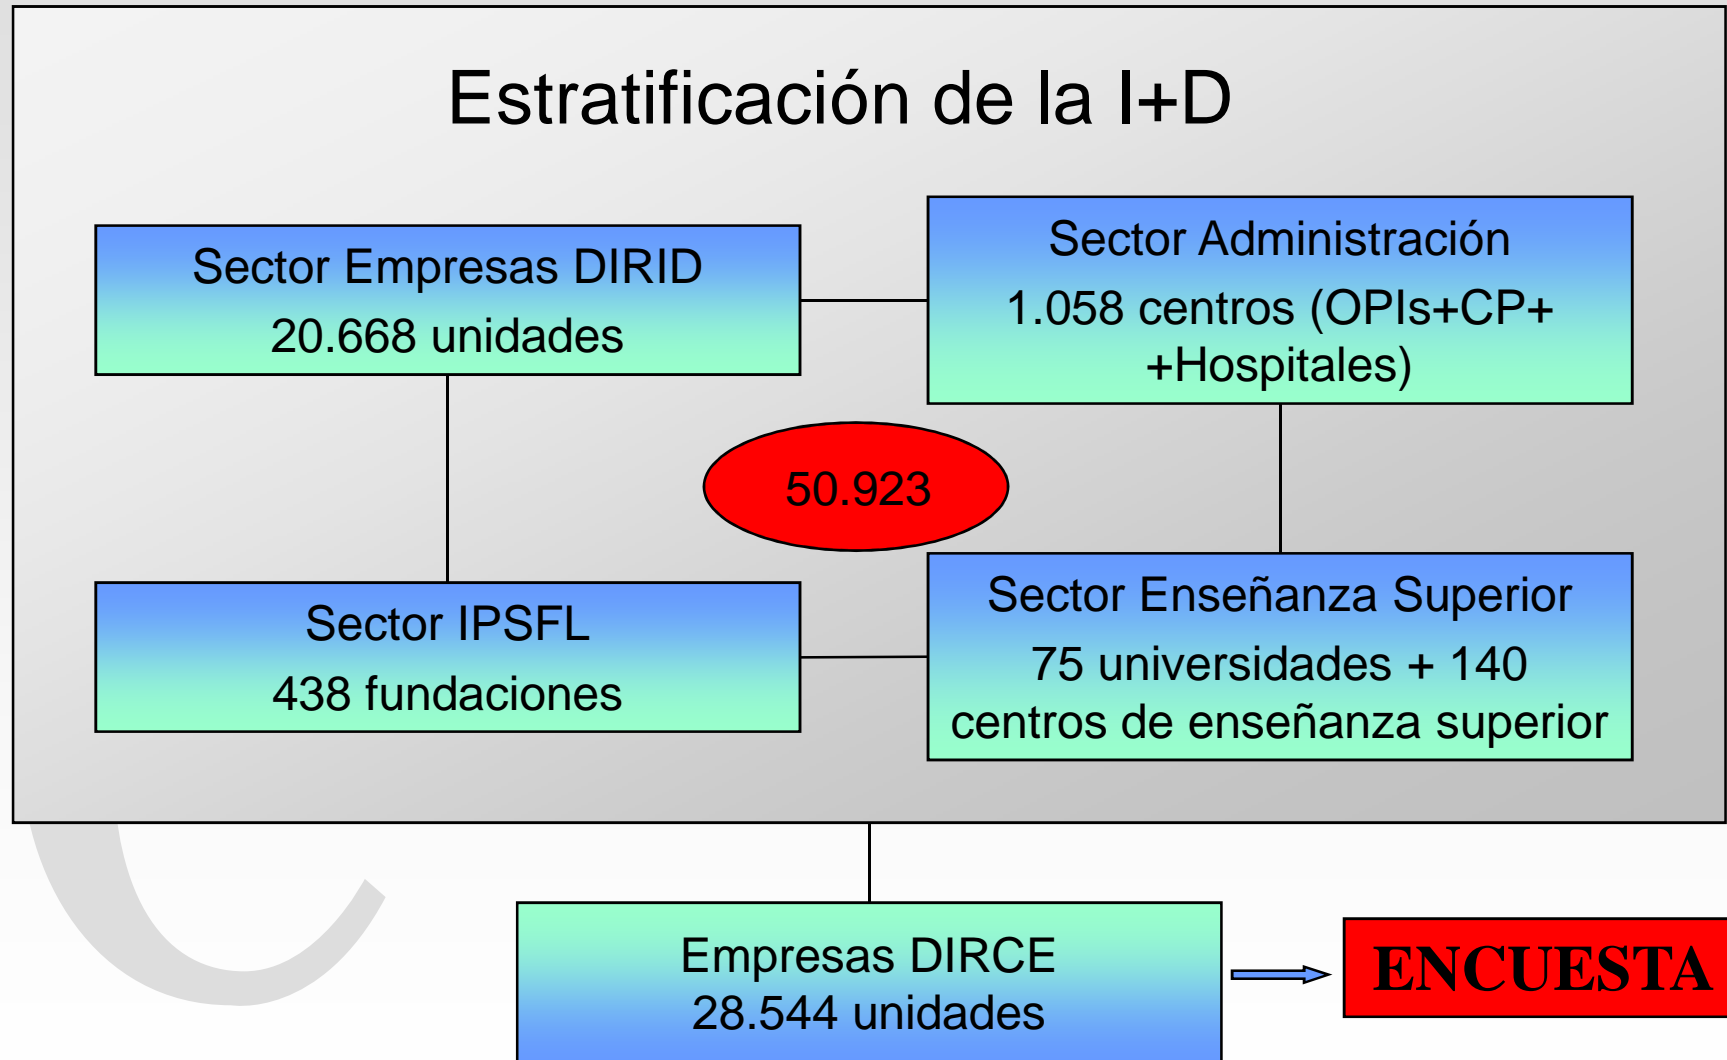 Estratificación de la I+D
Sector Empresas DIRID
20.668 unidades
Sector Administración
1.058 centros (OPIs+CP+
+Hospitales)
50.923
Sector IPSFL
438 fundaciones
Sector Enseñanza Superior
75 universidades + 140
centros de enseñanza superior
Empresas DIRCE
28.544 unidades
ENCUESTA